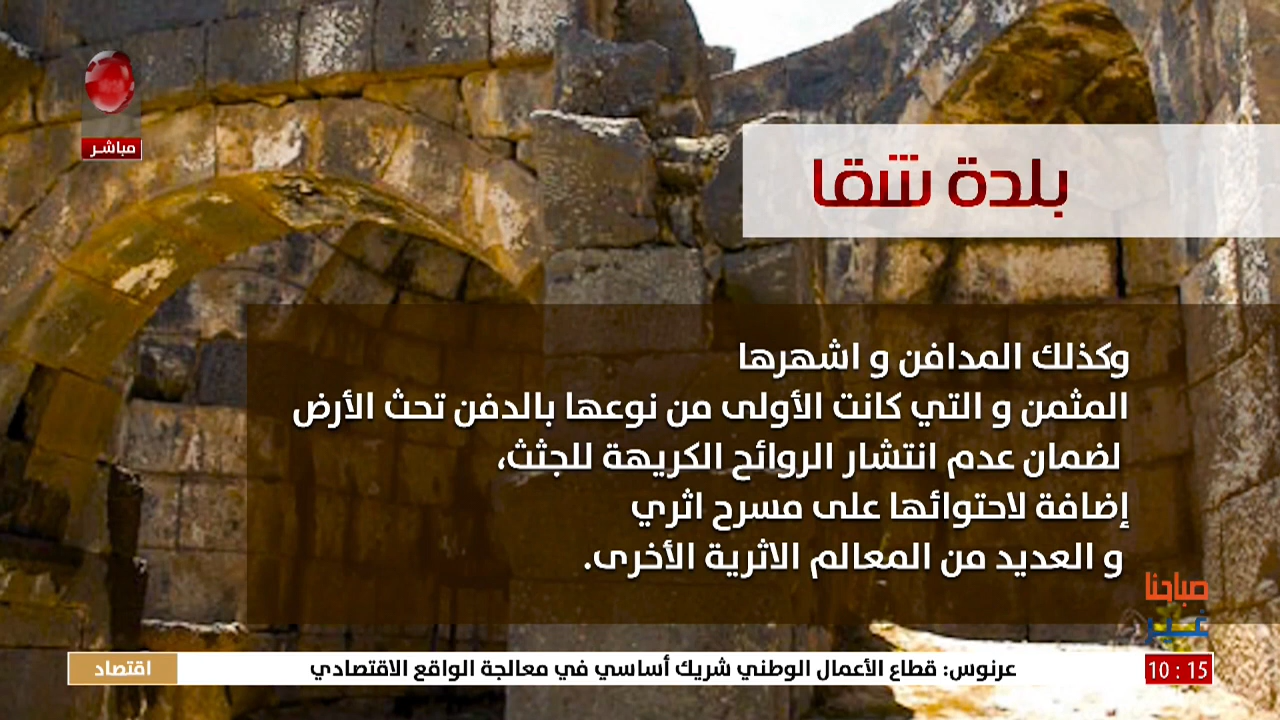 مباشر
بلدة شقا
وكذلك المدافن و اشهرها
المثمن و التي كانت الأولى من نوعها بالدفن تحث الأرض
لضمان عدم انتشار الروائح الكريهة للجثث،
إضافة لاحتوائها على مسرح اثري
و العديد من المعالم الاثرية الأخرى.
صباحنا
غير
اقتصاد
عرنوس: قطاع الأعمال الوطني شريك أساسي في معالجة الواقع الاقتصادي
10 : 15